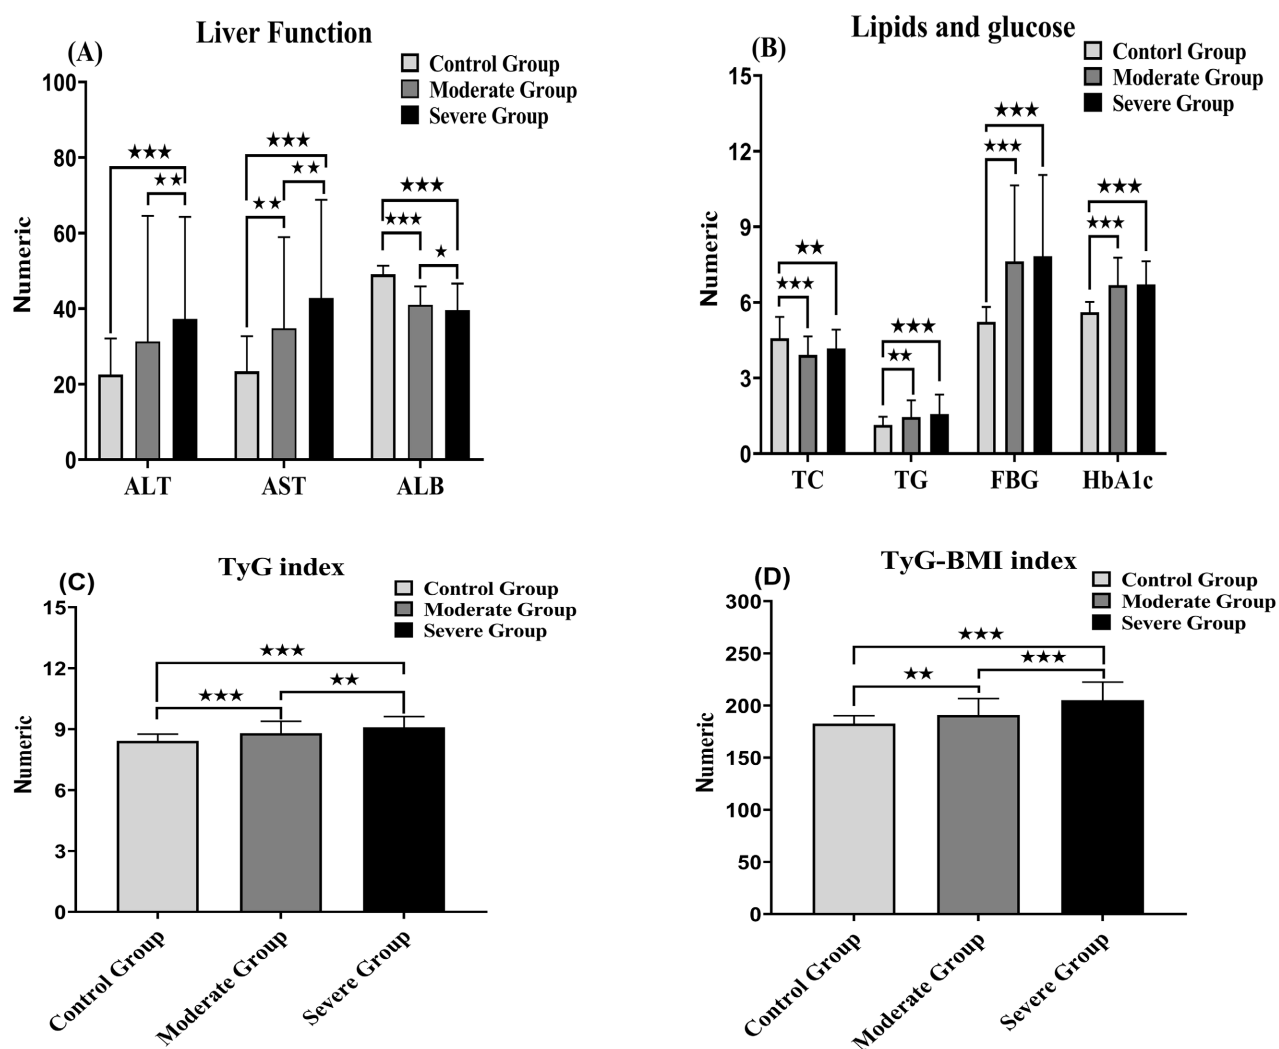 Liver Function
(A)
Control Group
Moderate Group
Severe Group
100
80
60
40
20
0
Numeric
★★★
★★
★★★
★★
★★
★★★
★★★
★
ALT
AST
ALB
Lipids and glucose
(B)
Contorl Group
Moderate Group
Severe Group
15
12
9
6
3
0
Numeric
★★
★★★
★★★
★★
★★★
★★★
★★★
★★★
TC
TG
FBG
HbA1c
TyG index
(C)
Control Group
Moderate Group
Severe Group
15
12
9
6
3
0
Numeric
★★★
★★★
★★
Control Group
Moderate Group
Severe Group
TyG-BMI index
(D)
Control Group
Moderate Group
Severe Group
300
250
200
150
100
50
0
Numeric
★★★
★★
★★★
Control Group
Moderate Group
Severe Group